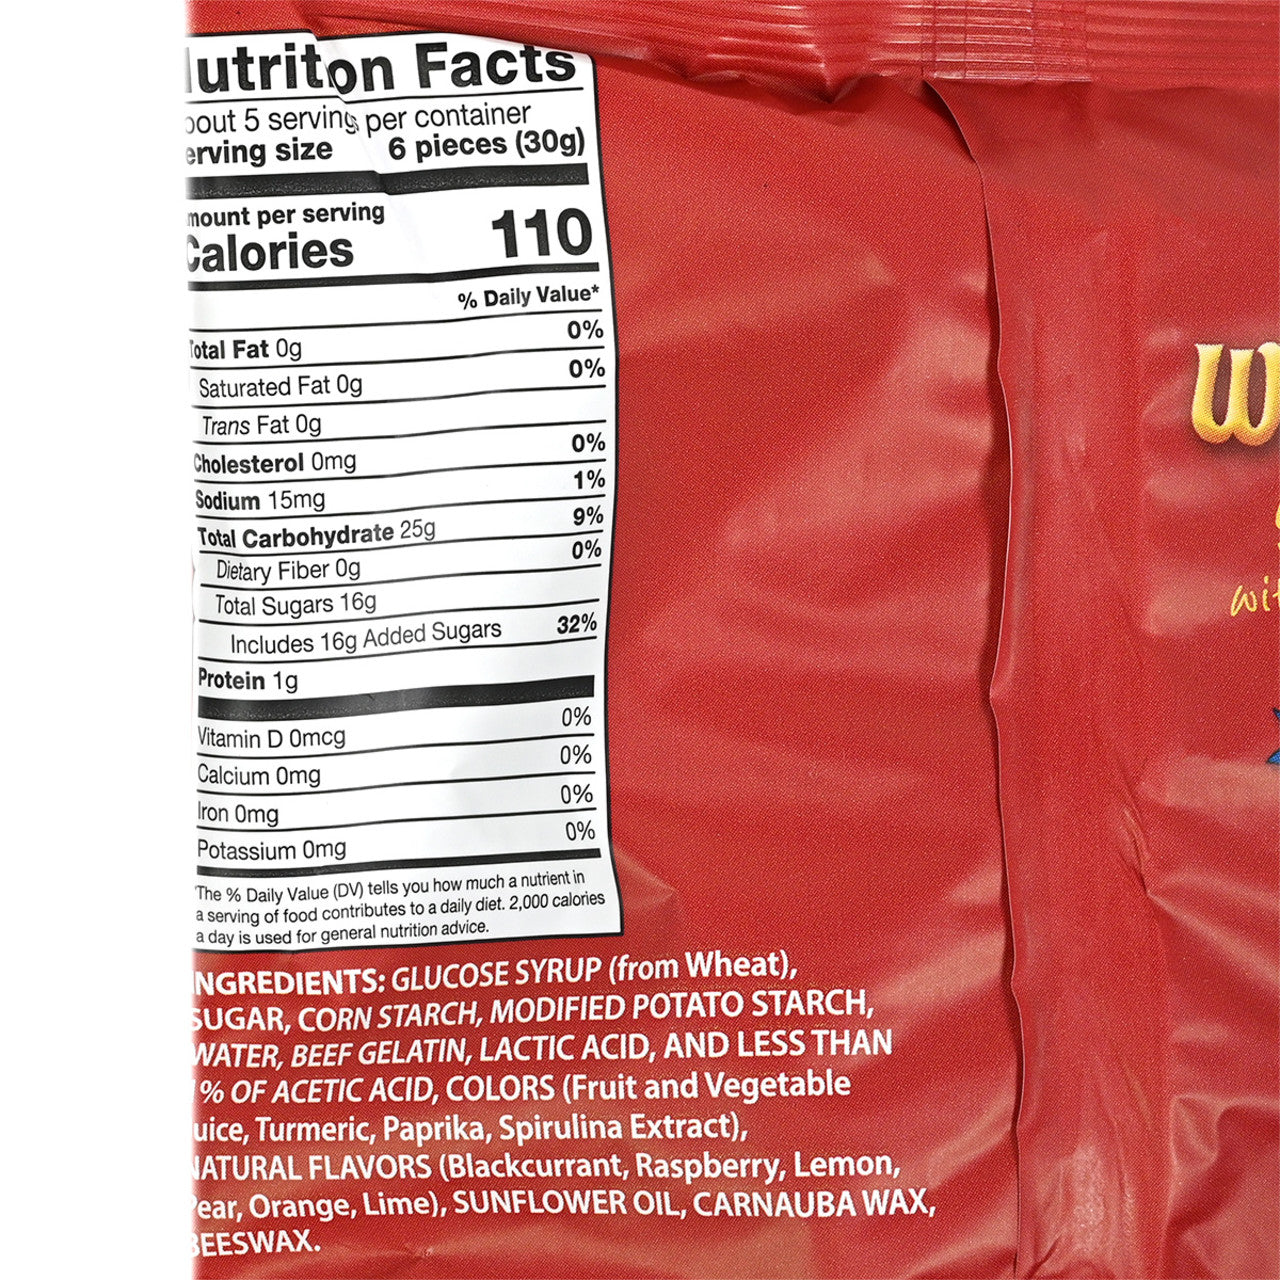 utrition Facts
bout 5 servings per container
erving size 6 pieces (30g)
mount per serving
Calories 110
% Daily Value*
Total Fat 0g 0%
Saturated Fat 0g 0%
Trans Fat 0g
Cholesterol 0mg 0%
Sodium 15mg 1%
Total Carbohydrate 25g 9%
Dietary Fiber 0g 0%
Total Sugars 16g
Includes 16g Added Sugars 32%
Protein 1g
Vitamin D 0mcg 0%
Calcium 0mg 0%
Iron 0mg 0%
Potassium 0mg 0%
*The % Daily Value (DV) tells you how much a nutrient in
a serving of food contributes to a daily diet. 2,000 calories
a day is used for general nutrition advice.
INGREDIENTS: GLUCOSE SYRUP (from Wheat),
SUGAR, CORN STARCH, MODIFIED POTATO STARCH,
WATER, BEEF GELATIN, LACTIC ACID, AND LESS THAN
1% OF ACETIC ACID, COLORS (Fruit and Vegetable
uice, Turmeric, Paprika, Spirulina Extract),
NATURAL FLAVORS (Blackcurrant, Raspberry, Lemon,
Pear, Orange, Lime), SUNFLOWER OIL, CARNAUBA WAX,
BEESWAX.
W
wit